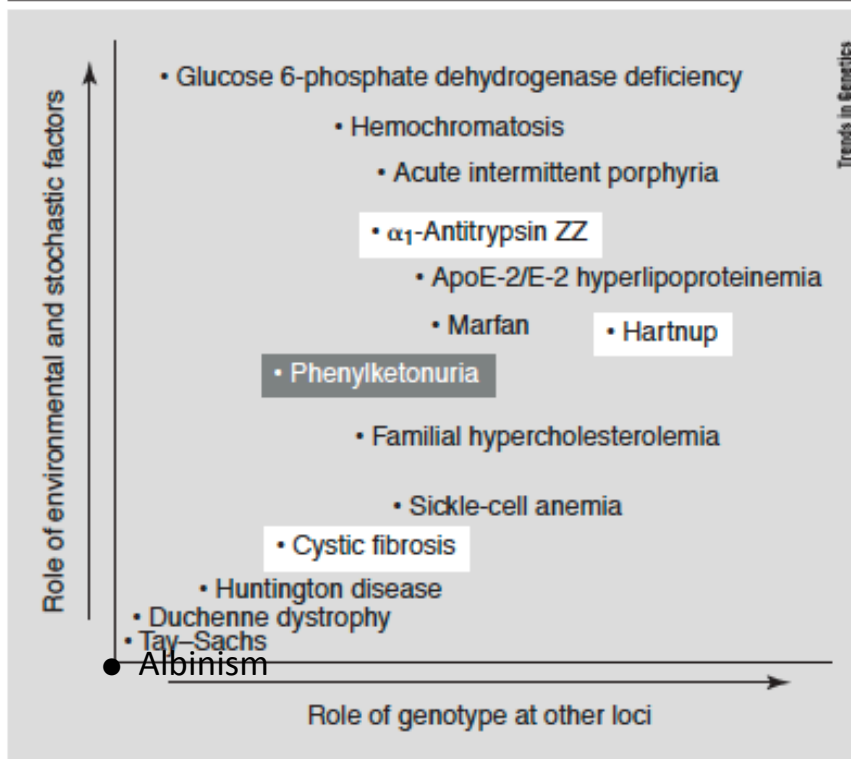 Trends in Genetics
• Glucose 6-phosphate dehydrogenase deficiency
• Hemochromatosis
• Acute intermittent porphyria
• α1-Antitrypsin ZZ
• ApoE-2/E-2 hyperlipoproteinemia
• Marfan
• Hartnup
• Phenylketonuria
• Familial hypercholesterolemia
• Sickle-cell anemia
• Cystic fibrosis
• Huntington disease
• Duchenne dystrophy
• Tay–Sachs
• Albinism
Role of environmental and stochastic factors
Role of genotype at other loci